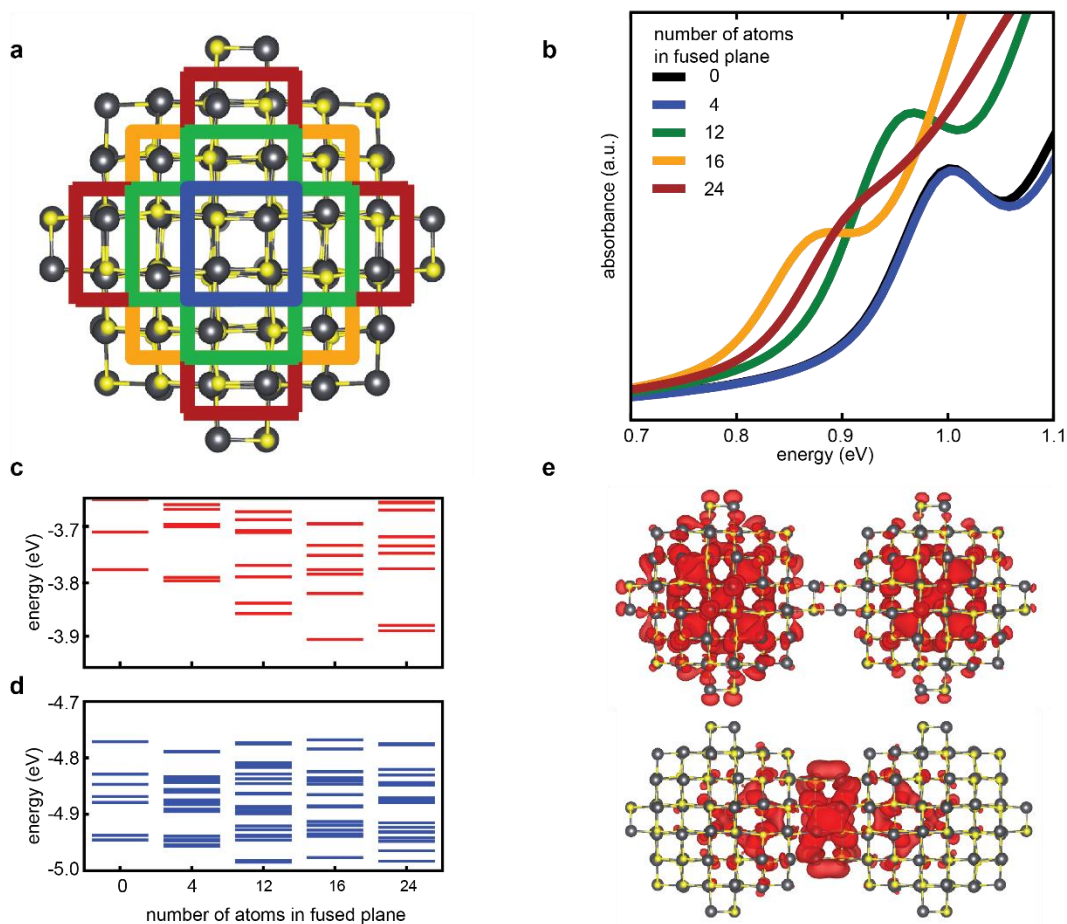 a
b
number of atoms
in fused plane
0
4
12
16
24
absorbance (a.u.)
0.7 0.8 0.9 1.0 1.1
energy (eV)
c
energy (eV)
-3.7
-3.8
-3.9
d
energy (eV)
-4.7
-4.8
-4.9
-5.0
0 4 12 16 24
number of atoms in fused plane
e